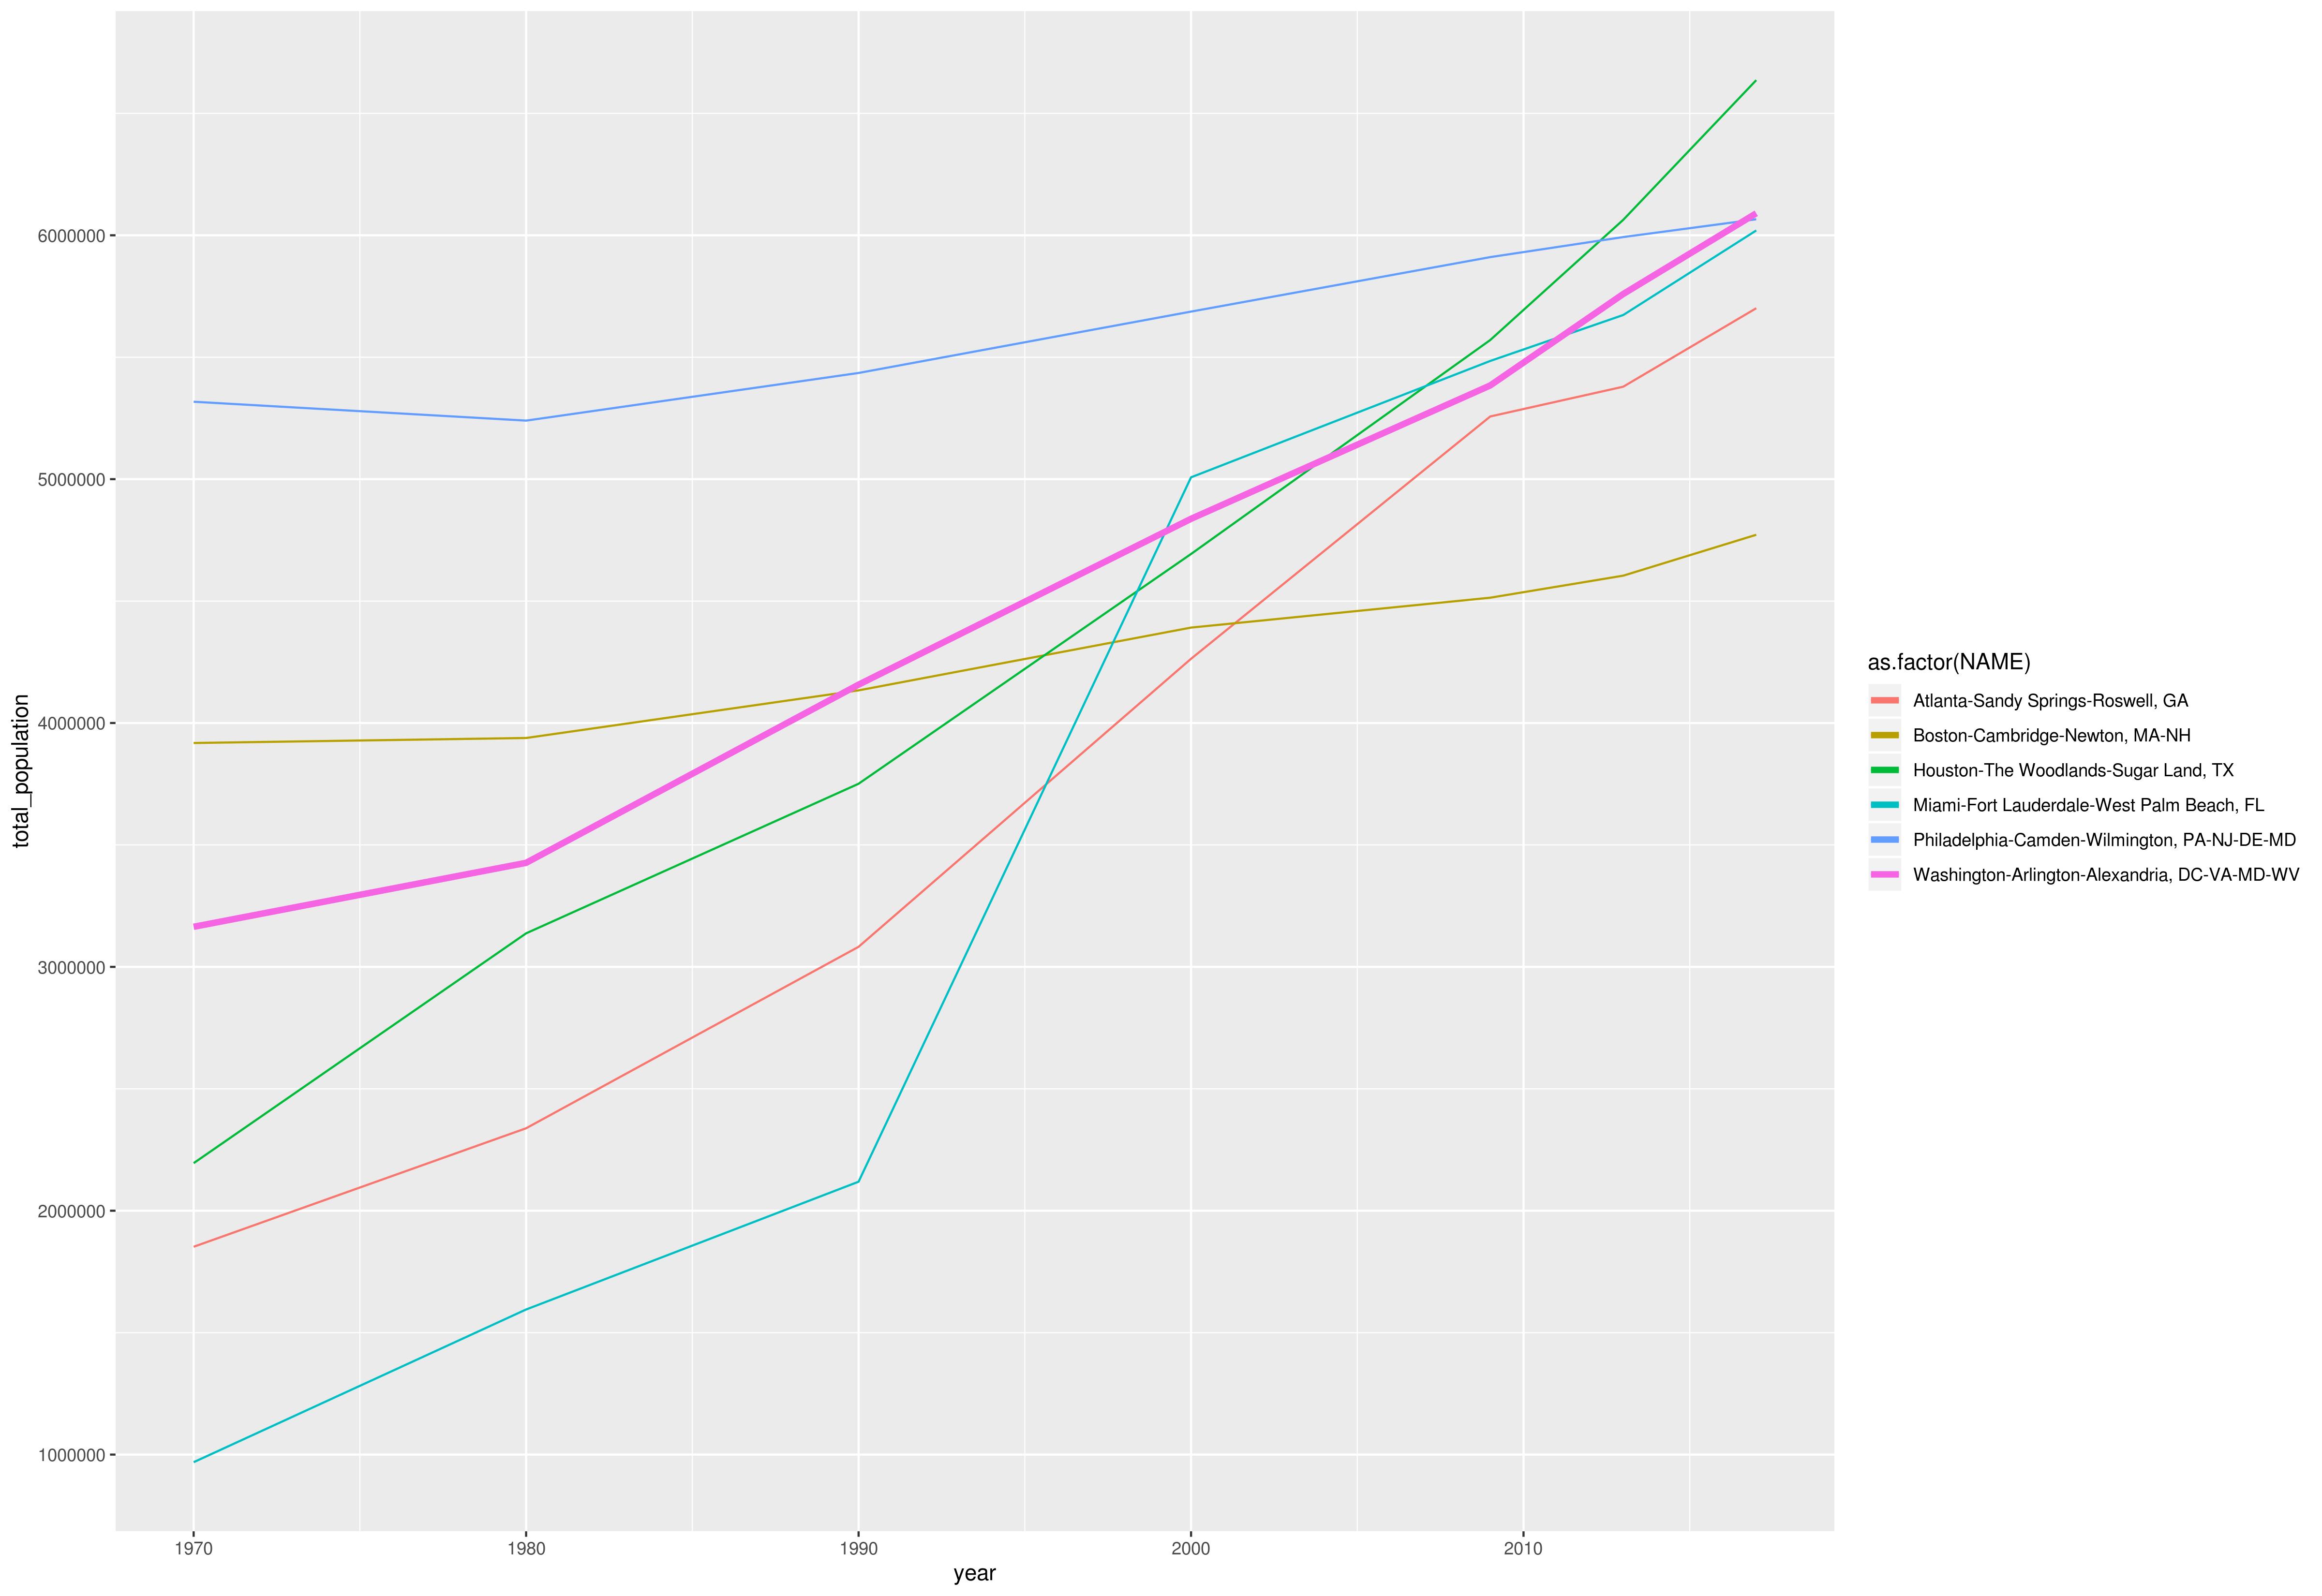 total_population
6000000
5000000
4000000
3000000
2000000
1000000
1970
1980
1990
2000
2010
year
as.factor(NAME)
Atlanta-Sandy Springs-Roswell, GA
Boston-Cambridge-Newton, MA-NH
Houston-The Woodlands-Sugar Land, TX
Miami-Fort Lauderdale-West Palm Beach, FL
Philadelphia-Camden-Wilmington, PA-NJ-DE-MD
Washington-Arlington-Alexandria, DC-VA-MD-WV